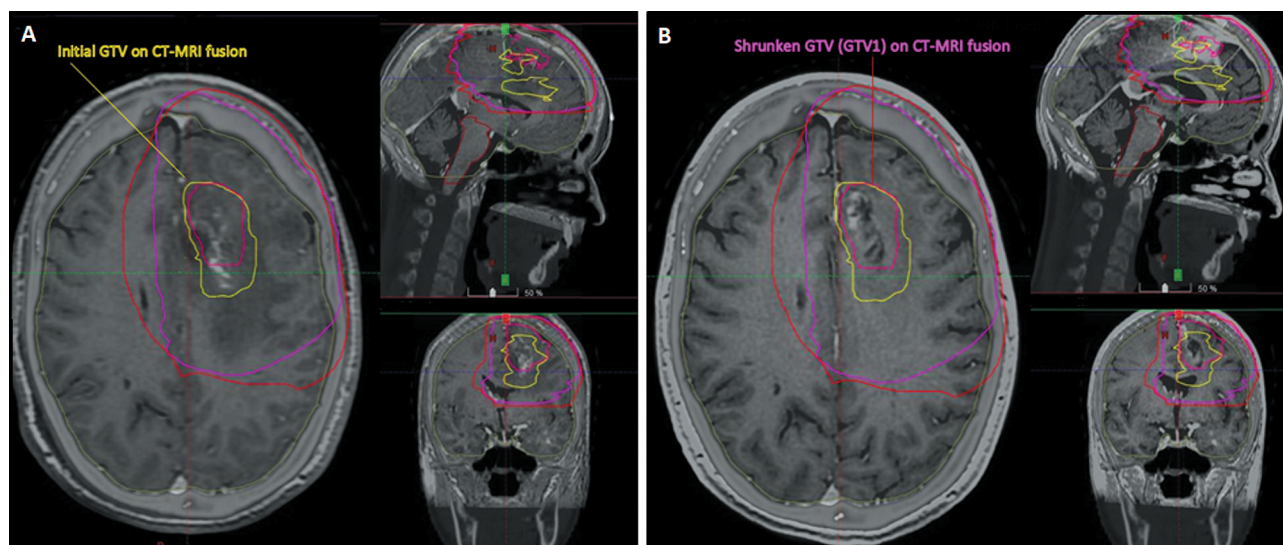 A
Initial GTV on CT-MRI fusion
H
50 %
H
B
Shrunken GTV (GTV1) on CT-MRI fusion
H
50 %
H